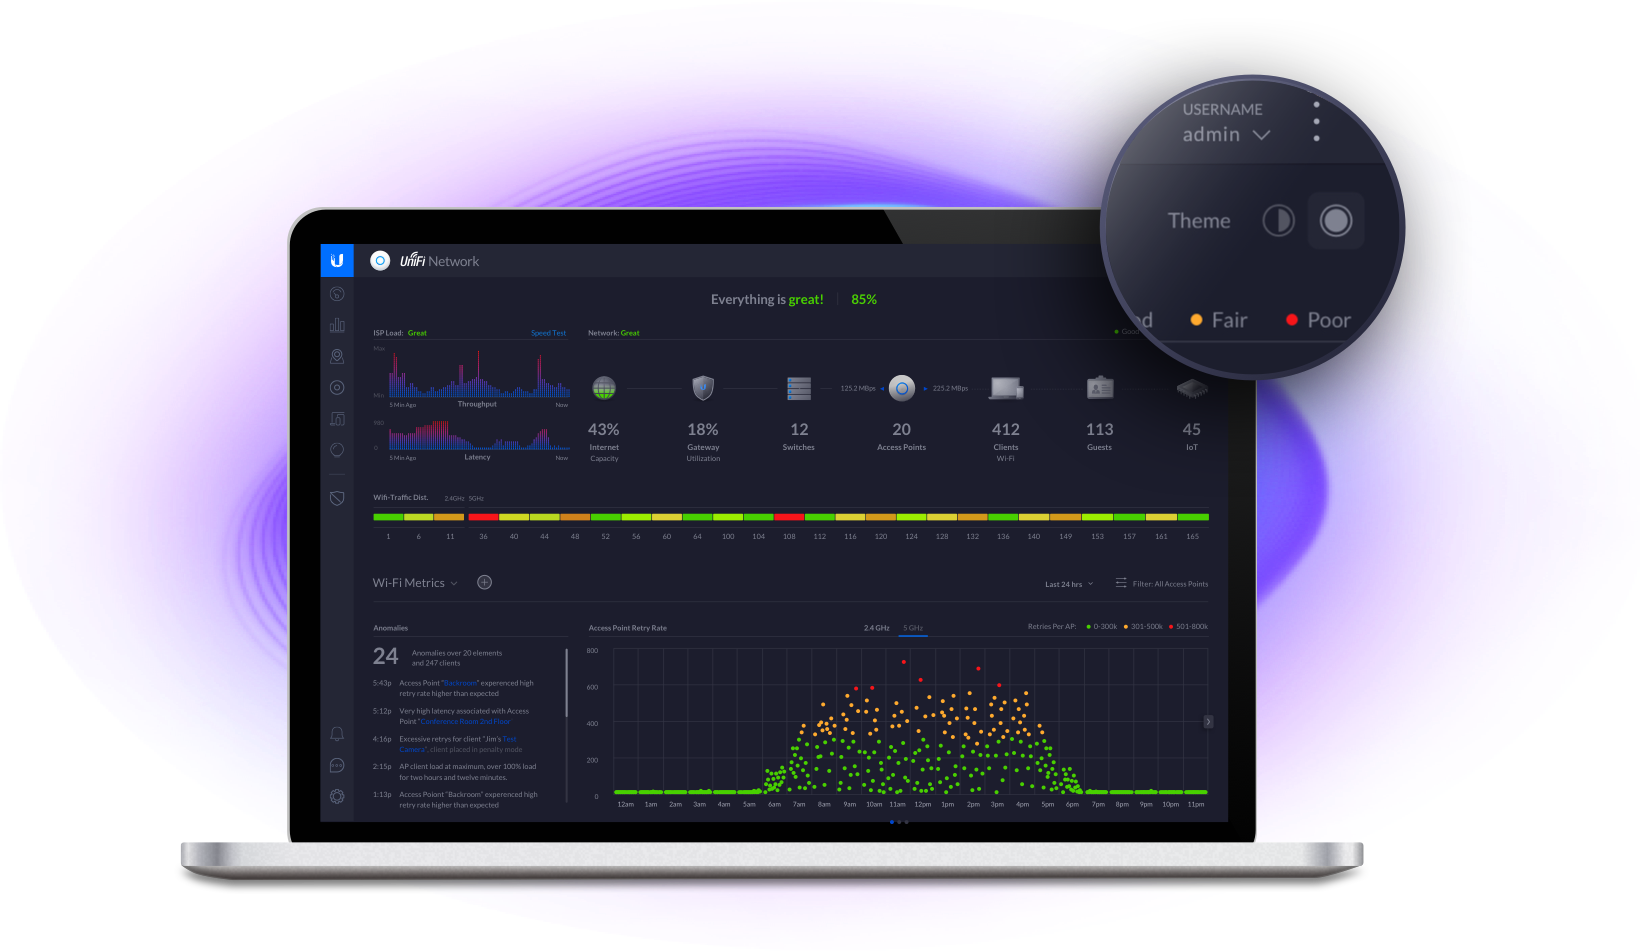 USERNAME
admin
Theme
Fair
Poor
U
UniFi Network
Everything is great! 85%
ISP Load: Great Speed Test
Max
Min
5 Min Ago Throughput Now
5 Min Ago Latency Now
Network: Great
Good
125.2 MBps 225.2 MBps
43% 18% 12 20 412 113 45
Internet Gateway Switches Access Points Clients Guests IoT
Capacity Utilization Wi-Fi
Wifi-Traffic Dist. 2.4GHz 5GHz
1 6 11 36 40 44 48 52 56 60 64 100 104 108 112 116 120 124 128 132 136 140 149 153 157 161 165
Wi-Fi Metrics
Last 24 hrs Filter: All Access Points
Anomalies
24
Anomalies over 20 elements
and 247 clients
5:43p Access Point "Backroom" experenced high
retry rate higher than expected
5:12p Very high latency associated with Access
Point "Conference Room 2nd Floor
4:16p Excessive retrys for client "Jim's Test
Camera", client placed in penalty mode
2:15p AP client load at maximum, over 100% load
for two hours and twelve minutes.
1:13p Access Point "Backroom" experenced high
retry rate higher than expected
Access Point Retry Rate 2.4 GHz 5 GHz Retries Per AP: 0-300k 301-500k 501-800k
800
600
400
200
0
12am 1am 2am 3am 4am 5am 6am 7am 8am 9am 10am 11am 12pm 1pm 2pm 3pm 4pm 5pm 6pm 7pm 8pm 9pm 10pm 11pm